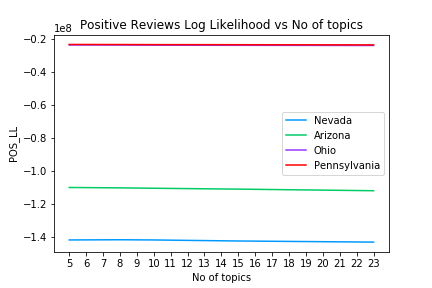 Positive Reviews Log Likelihood vs No of topics
1e8
−0.2
−0.4
−0.6
−0.8
−1.0
−1.2
−1.4
POS_LL
Nevada
Arizona
Ohio
Pennsylvania
5 6 7 8 9 10 11 12 13 14 15 16 17 18 19 20 21 22 23
No of topics